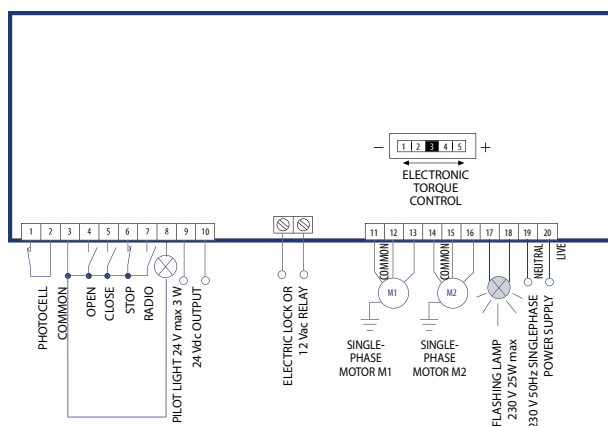 1 2 3 4 5
− +
ELECTRONIC
TORQUE
CONTROL
1 2 3 4 5 6 7 8 9 10
11 12 13 14 15 16 17 18 19 20
PHOTOCELL
COMMON
OPEN
CLOSE
STOP
RADIO
PILOT LIGHT 24 V max 3 W
24 Vdc OUTPUT
ELECTRIC LOCK OR
12 Vac RELAY
COMMON
M1
SINGLE-
PHASE
MOTOR M1
COMMON
M2
SINGLE-
PHASE
MOTOR M2
FLASHING LAMP
230 V 25W max
NEUTRAL
LIVE
230 V 50Hz SINGLEPHASE
POWER SUPPLY